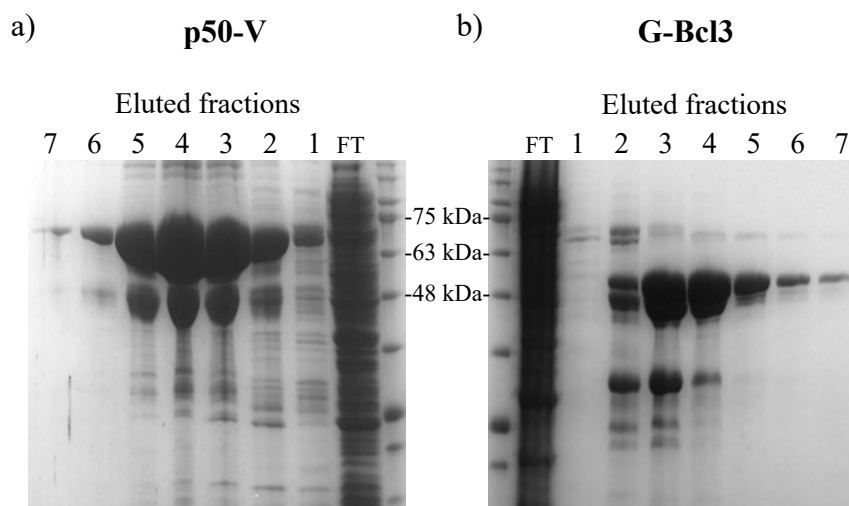 a) p50-V
Eluted fractions
7 6 5 4 3 2 1 FT
b) G-Bcl3
Eluted fractions
FT 1 2 3 4 5 6 7
-75 kDa-
-63 kDa-
-48 kDa-